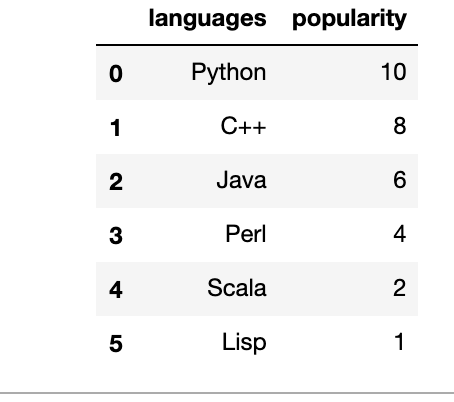 languages popularity
0 Python 10
1 C++ 8
2 Java 6
3 Perl 4
4 Scala 2
5 Lisp 1